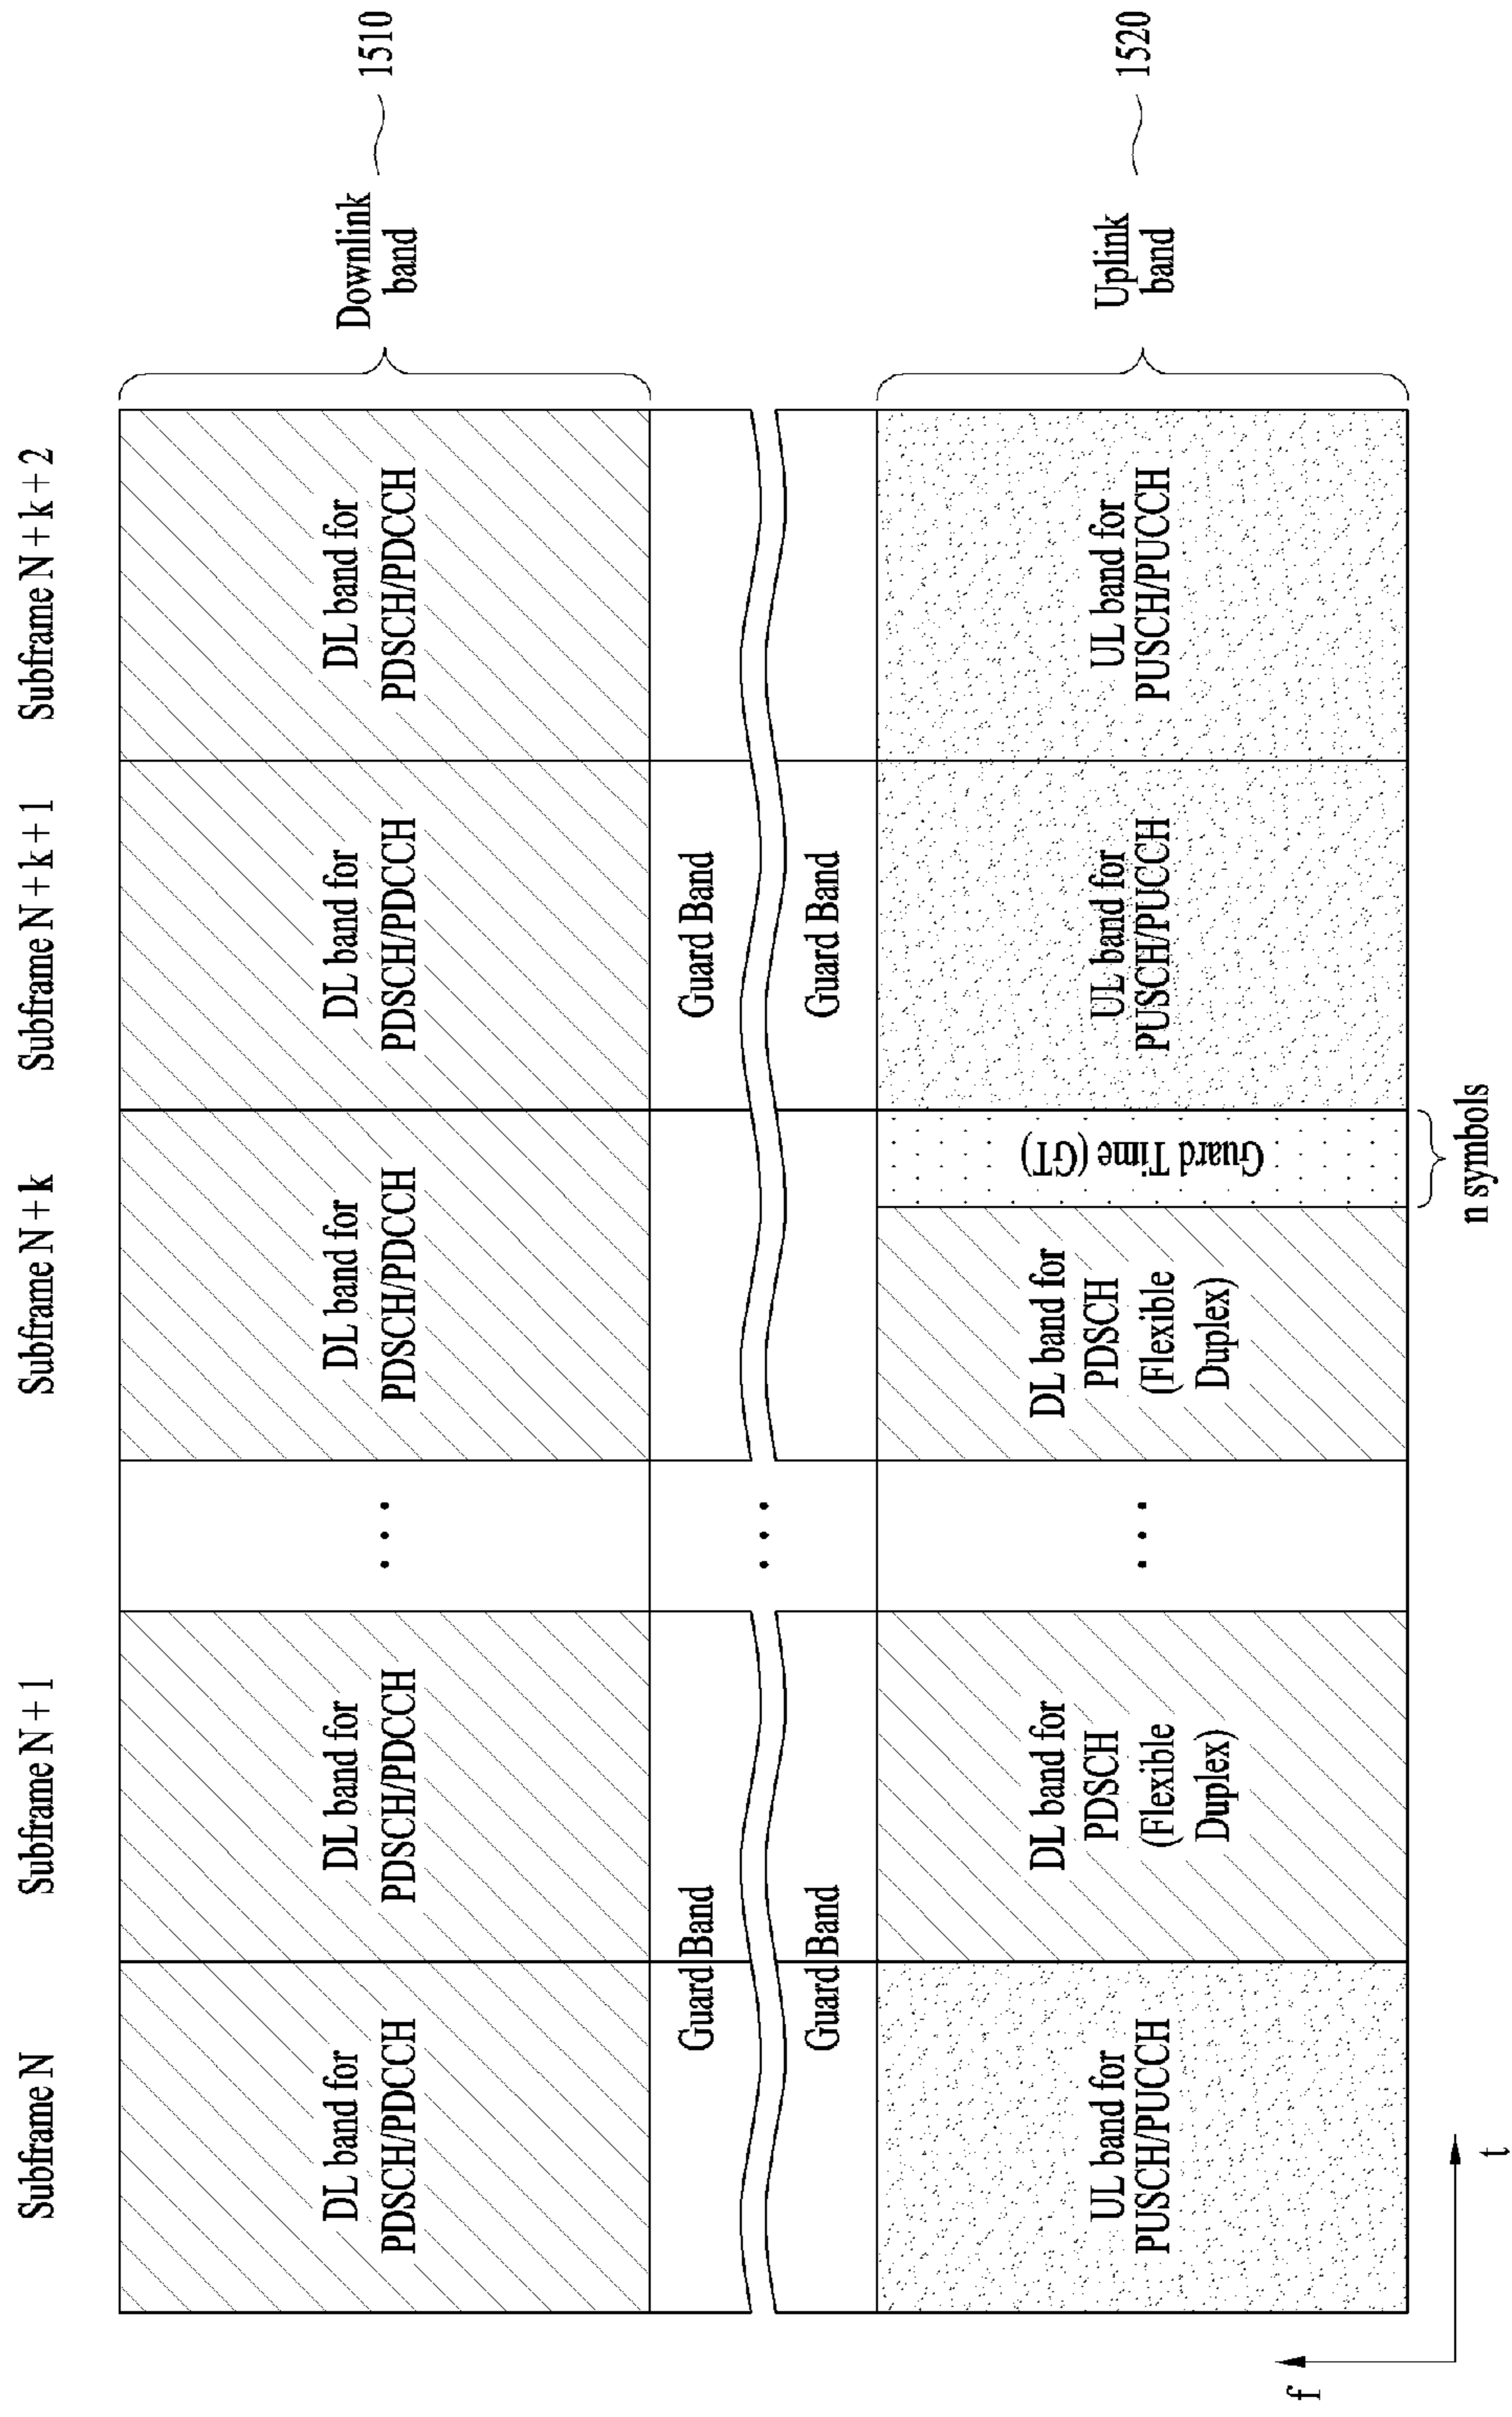 Subframe N
Subframe N + 1
Subframe N + k
Subframe N + k + 1
Subframe N + k + 2
DL band for
PDSCH/PDCCH
DL band for
PDSCH/PDCCH
...
DL band for
PDSCH/PDCCH
DL band for
PDSCH/PDCCH
DL band for
PDSCH/PDCCH
Downlink
band
1510
Guard Band
Guard Band
...
Guard Band
Guard Band
UL band for
PUSCH/PUCCH
DL band for
PDSCH
(Flexible
Duplex)
...
DL band for
PDSCH
(Flexible
Duplex)
Guard Time (GT)
UL band for
PUSCH/PUCCH
UL band for
PUSCH/PUCCH
Uplink
band
1520
n symbols
f
t